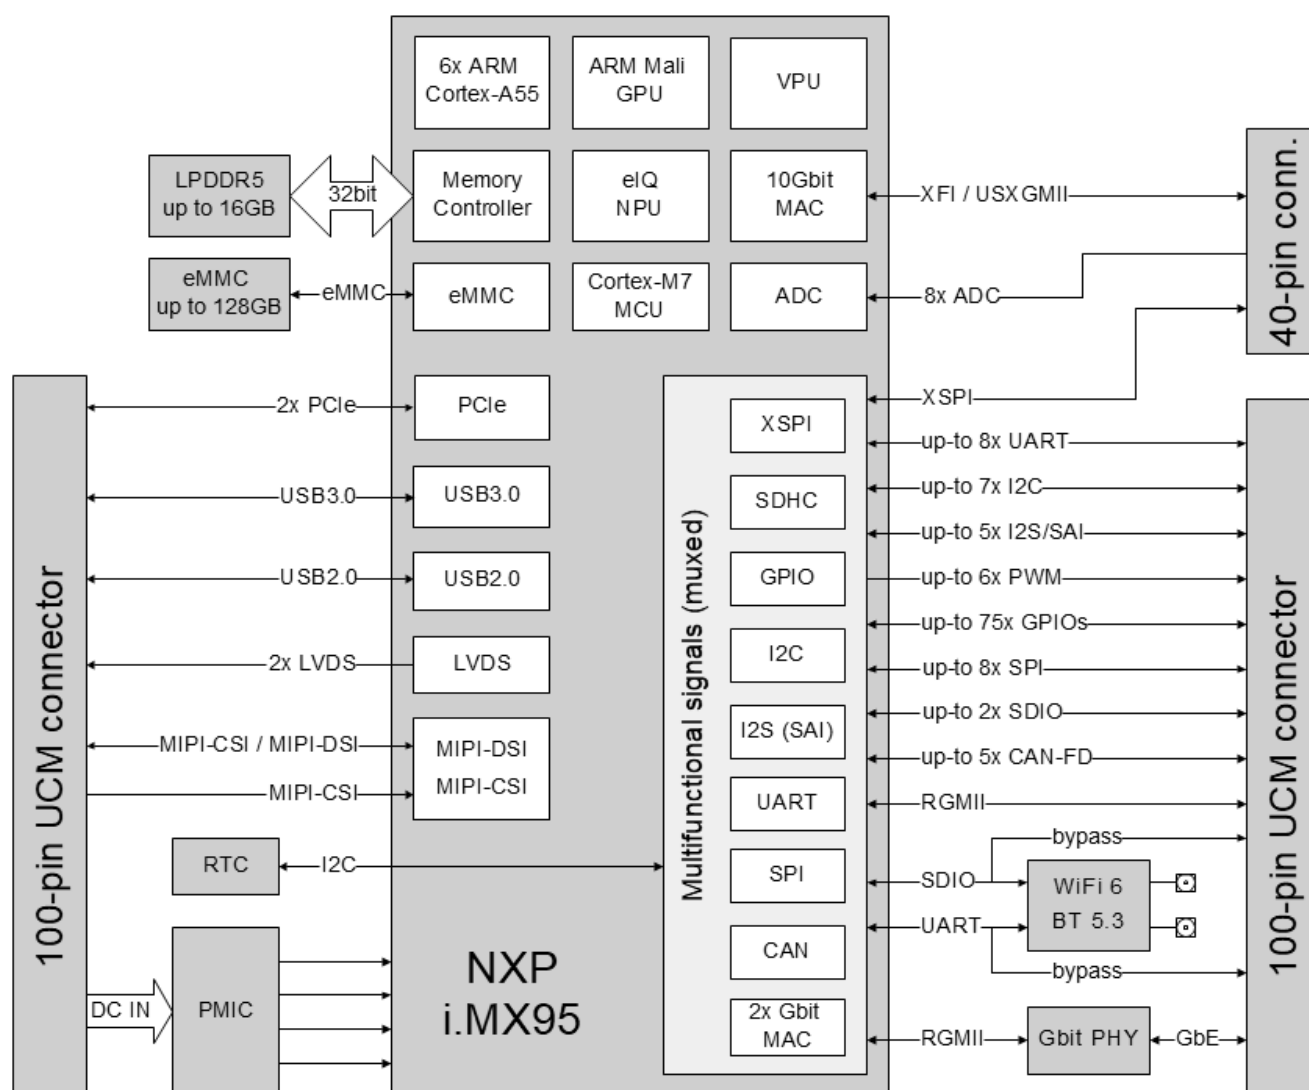 6x ARM
Cortex-A55
ARM Mali
GPU
VPU
LPDDR5
up to 16GB
32bit
Memory
Controller
eIQ
NPU
10Gbit
MAC
XFI / USXGMII
40-pin conn.
eMMC
up to 128GB
eMMC
eMMC
Cortex-M7
MCU
ADC
8x ADC
100-pin UCM connector
2x PCIe
PCIe
USB3.0
USB3.0
USB2.0
USB2.0
2x LVDS
LVDS
MIPI-CSI / MIPI-DSI
MIPI-DSI
MIPI-CSI
MIPI-CSI
RTC
I2C
DC IN
PMIC
NXP
i.MX95
Multifunctional signals (muxed)
XSPI
SDHC
GPIO
I2C
I2S (SAI)
UART
SPI
CAN
2x Gbit
MAC
XSPI
up-to 8x UART
up-to 7x I2C
up-to 5x I2S/SAI
up-to 6x PWM
up-to 75x GPIOs
up-to 8x SPI
up-to 2x SDIO
up-to 5x CAN-FD
RGMII
bypass
SDIO
WiFi 6
BT 5.3
UART
bypass
RGMII
Gbit PHY
GbE
100-pin UCM connector